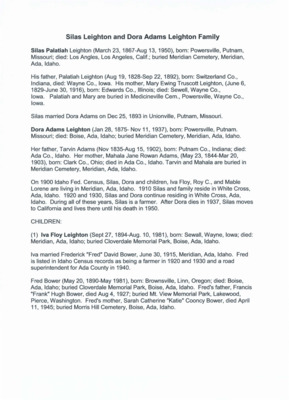 Silas Leighton and Dora Adams Leighton Family
Silas Palatiah Leighton (March 23, 1867-Aug 13, 1950), born: Powersville, Putnam,
Missouri; died: Los Angles, Los Angeles, Calif.; buried Meridian Cemetery, Meridian,
Ada, Idaho.
His father, Palatiah Leighton (Aug 19, 1828-Sep 22, 1892), born: Switzerland Co.,
Indiana, died: Wayne Co., Iowa. His mother, Mary Ewing Truscott Leighton, (June 6,
1829-June 30, 1916), born: Edwards Co., Illinois; died: Sewell, Wayne Co.,
Iowa. Palatiah and Mary are buried in Medicineville Cem., Powersville, Wayne Co.,
Iowa.
Silas married Dora Adams on Dec 25, 1893 in Unionville, Putnam, Missouri.
Dora Adams Leighton (Jan 28, 1875- Nov 11, 1937), born: Powersville, Putnam.
Missouri; died: Boise, Ada, Idaho; buried Meridian Cemetery, Meridian, Ada, Idaho.
Her father, Tarvin Adams (Nov 1835-Aug 15, 1902), born: Putnam Co., Indiana; died:
Ada Co., Idaho. Her mother, Mahala Jane Rowan Adams, (May 23, 1844-May 20,
1903), born: Clark Co., Ohio; died in Ada Co., Idaho. Tarvin and Mahala are buried in
Meridian Cemetery, Meridian, Ada, Idaho.
On 1900 Idaho Fed. Census, Silas, Dora and children, Iva Floy, Roy C., and Mable
Lorene are living in Meridian, Ada, Idaho. 1910 Silas and family reside in White Cross,
Ada, Idaho. 1920 and 1930, Silas and Dora continue residing in White Cross, Ada,
Idaho. During all of these years, Silas is a farmer. After Dora dies in 1937, Silas moves
to California and lives there until his death in 1950.
CHILDREN:
(1) Iva Floy Leighton (Sept 27, 1894-Aug. 10, 1981), born: Sewall, Wayne, Iowa; died:
Meridian, Ada, Idaho; buried Cloverdale Memorial Park, Boise, Ada, Idaho.
Iva married Frederick "Fred" David Bower, June 30, 1915, Meridian, Ada, Idaho. Fred
is listed in Idaho Census records as being a farmer in 1920 and 1930 and a road
superintendent for Ada County in 1940.
Fred Bower (May 20, 1890-May 1981), born: Brownsville, Linn, Oregon; died: Boise,
Ada, Idaho; buried Cloverdale Memorial Park, Boise, Ada, Idaho. Fred's father, Francis
"Frank" Hugh Bower, died Aug 4, 1927; buried Mt. View Memorial Park, Lakewood,
Pierce, Washington. Fred's mother, Sarah Catherine "Katie" Cooney Bower, died April
11, 1945; buried Morris Hill Cemetery, Boise, Ada, Idaho.